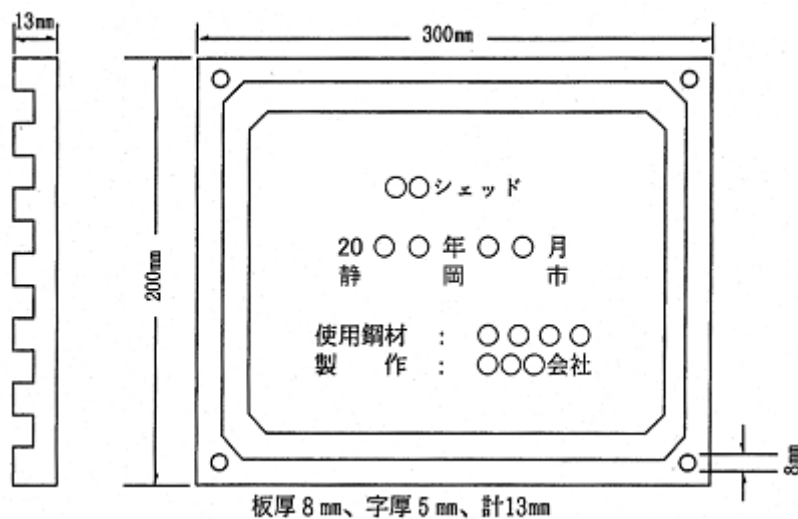 13mm
300mm
200mm
○○シェッド
20○○年○○月
静岡市
使用鋼材 : ○○○○
製作 : ○○○会社
8mm
板厚8mm、字厚5mm、計13mm